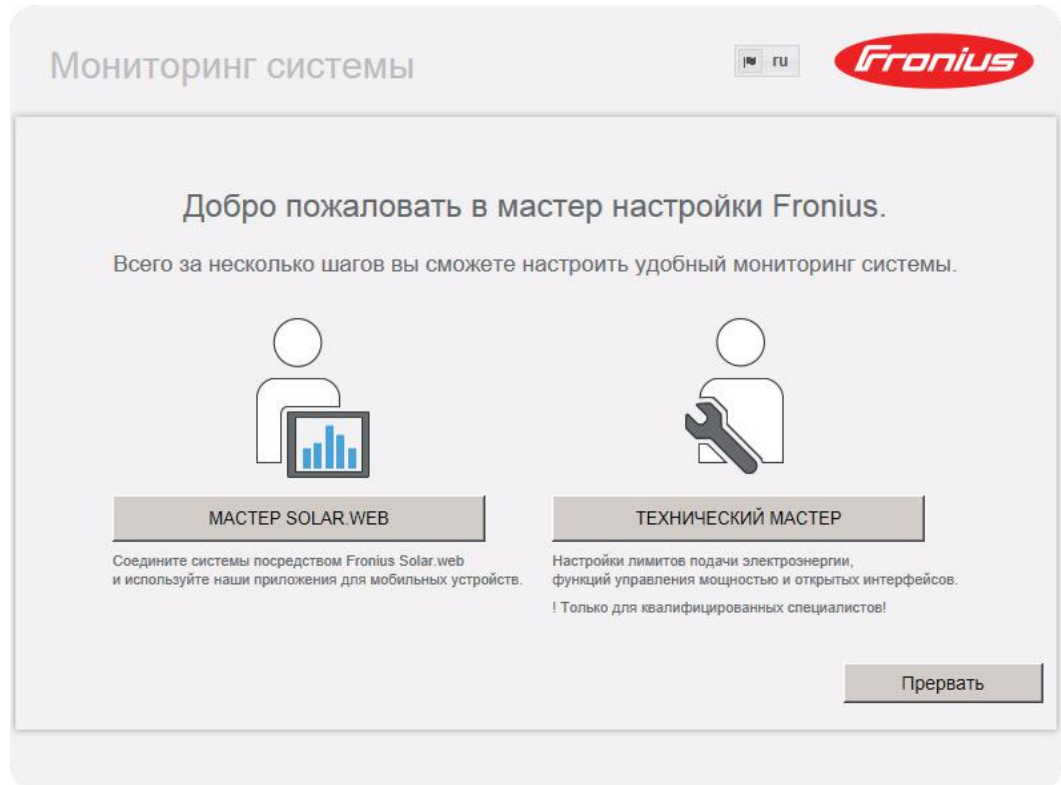 Мониторинг системы
ru
Fronius
Добро пожаловать в мастер настройки Fronius.
Всего за несколько шагов вы сможете настроить удобный мониторинг системы.
МАСТЕР SOLAR.WEB
Соедините системы посредством Fronius Solar.web
и используйте наши приложения для мобильных устройств.
ТЕХНИЧЕСКИЙ МАСТЕР
Настройки лимитов подачи электроэнергии,
функций управления мощностью и открытых интерфейсов.
! Только для квалифицированных специалистов!
Прервать